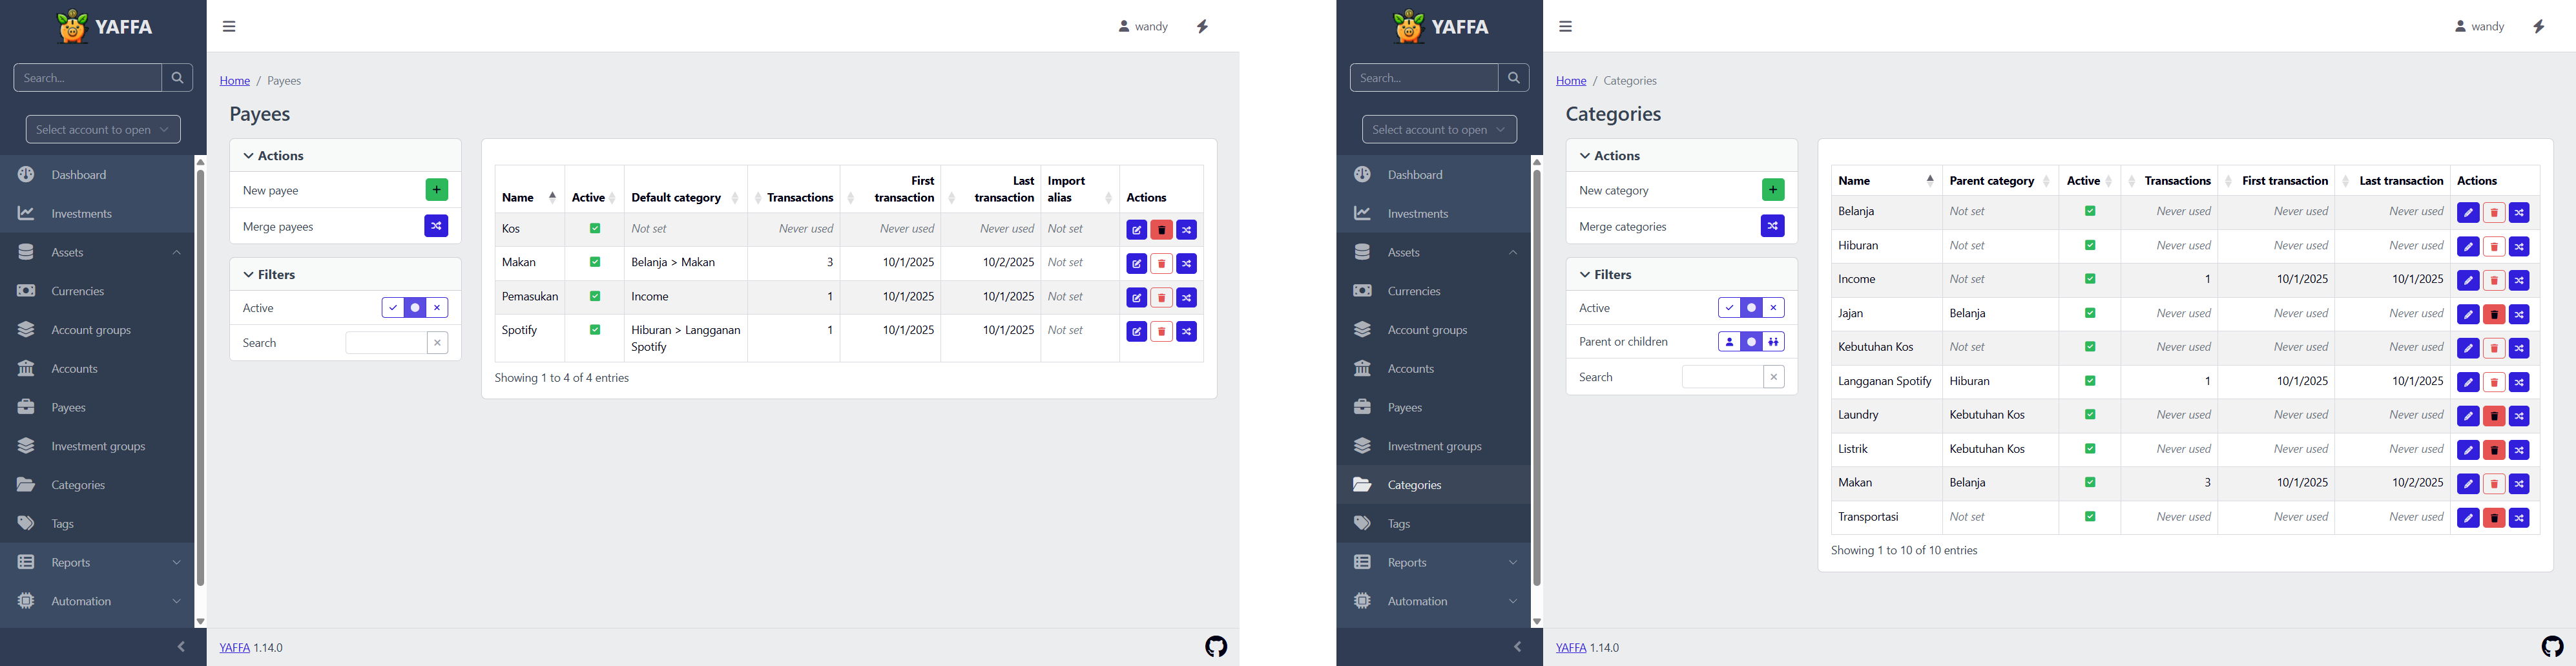 YAFFA
wandy
Search...
Select account to open
Dashboard
Investments
Assets
Currencies
Account groups
Accounts
Payees
Investment groups
Categories
Tags
Reports
Automation
Home / Payees
Payees
Actions
New payee
Merge payees
Filters
Active
Search
Name Active Default category Transactions First transaction Last transaction Import alias Actions
Kos Not set Never used Never used Never used Not set
Makan Belanja > Makan 3 10/1/2025 10/2/2025 Not set
Pemasukan Income 1 10/1/2025 10/1/2025 Not set
Spotify Hiburan > Langganan Spotify 1 10/1/2025 10/1/2025 Not set
Showing 1 to 4 of 4 entries
YAFFA 1.14.0
YAFFA
wandy
Search...
Select account to open
Dashboard
Investments
Assets
Currencies
Account groups
Accounts
Payees
Investment groups
Categories
Tags
Reports
Automation
Home / Categories
Categories
Actions
New category
Merge categories
Filters
Active
Parent or children
Search
Name Parent category Active Transactions First transaction Last transaction Actions
Belanja Not set Never used Never used Never used
Hiburan Not set Never used Never used Never used
Income Not set 1 10/1/2025 10/1/2025
Jajan Belanja Never used Never used Never used
Kebutuhan Kos Not set Never used Never used Never used
Langganan Spotify Hiburan 1 10/1/2025 10/1/2025
Laundry Kebutuhan Kos Never used Never used Never used
Listrik Kebutuhan Kos Never used Never used Never used
Makan Belanja 3 10/1/2025 10/2/2025
Transportasi Not set Never used Never used Never used
Showing 1 to 10 of 10 entries
YAFFA 1.14.0